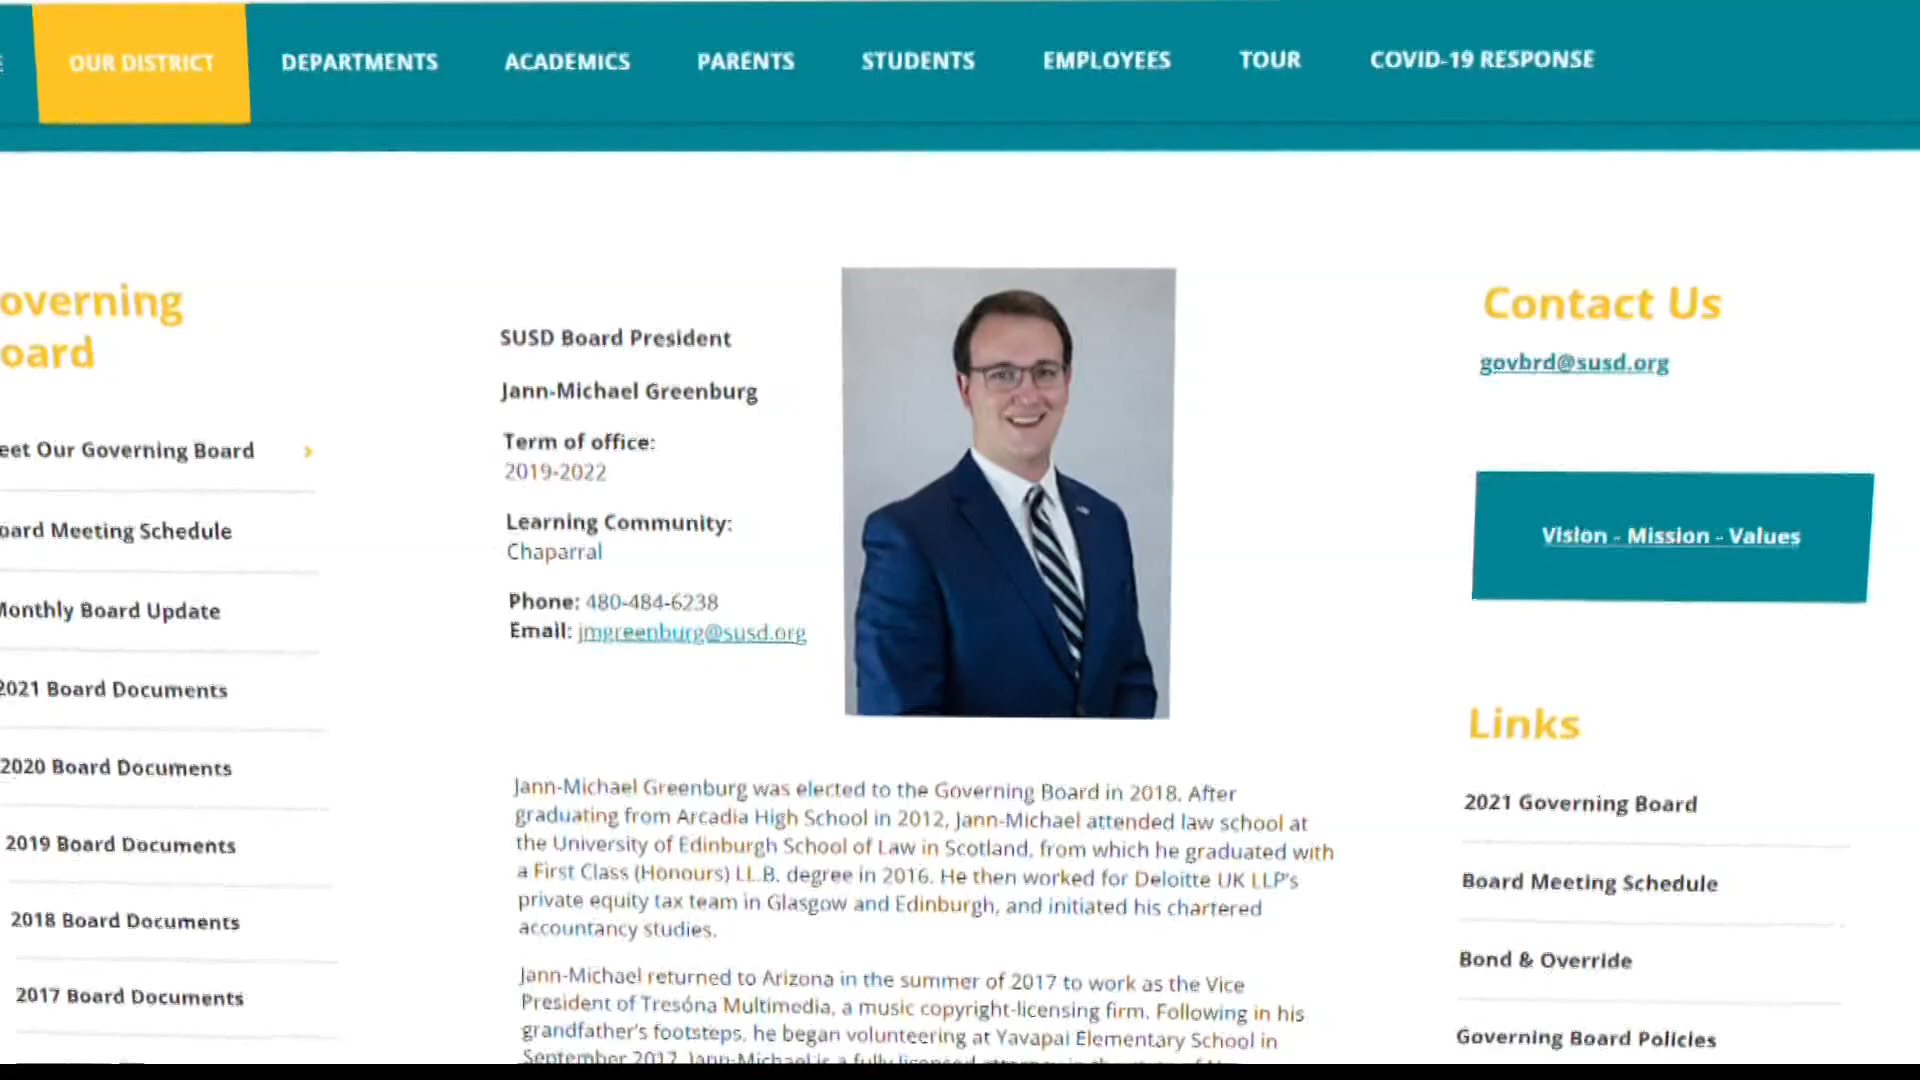 OUR DISTRICT DEPARTMENTS ACADEMICS PARENTS STUDENTS EMPLOYEES TOUR COVID-19 RESPONSE
overning
oard
eet Our Governing Board ›
oard Meeting Schedule
Monthly Board Update
2021 Board Documents
2020 Board Documents
2019 Board Documents
2018 Board Documents
2017 Board Documents
SUSD Board President
Jann-Michael Greenburg
Term of office:
2019-2022
Learning Community:
Chaparral
Phone: 480-484-6238
Email: jmgreenburg@susd.org
Jann-Michael Greenburg was elected to the Governing Board in 2018. After
graduating from Arcadia High School in 2012, Jann-Michael attended law school at
the University of Edinburgh School of Law in Scotland, from which he graduated with
a First Class (Honours) LL.B. degree in 2016. He then worked for Deloitte UK LLP's
private equity tax team in Glasgow and Edinburgh, and initiated his chartered
accountancy studies.
Jann-Michael returned to Arizona in the summer of 2017 to work as the Vice
President of Tresóna Multimedia, a music copyright-licensing firm. Following in his
grandfather's footsteps, he began volunteering at Yavapai Elementary School in
September 2017. Jann-Michael is a fully licensed attorney in the state of
Contact Us
govbrd@susd.org
Vision - Mission - Values
Links
2021 Governing Board
Board Meeting Schedule
Bond & Override
Governing Board Policies